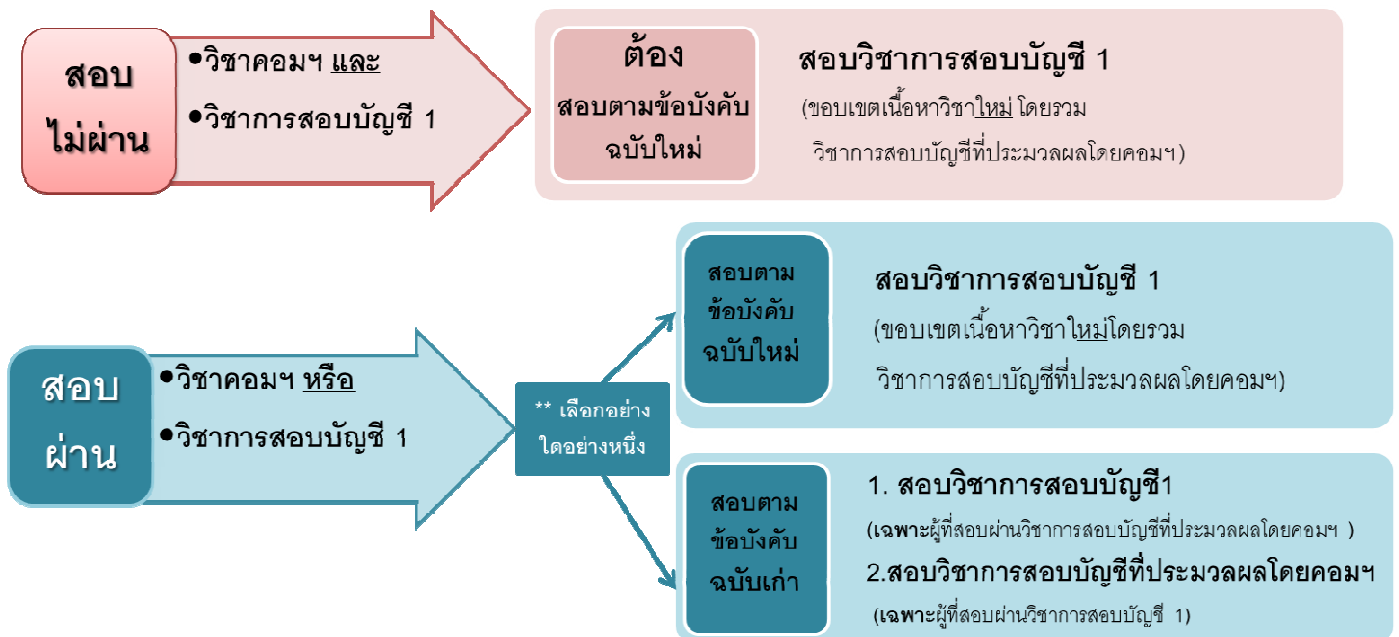 สอบ
ไม่ผ่าน
•วิชาคอมฯ และ
•วิชาการสอบบัญชี 1
ต้อง
สอบตามข้อบังคับ
ฉบับใหม่
สอบวิชาการสอบบัญชี 1
(ขอบเขตเนื้อหาวิชาใหม่ โดยรวม
วิชาการสอบบัญชีที่ประมวลผลโดยคอมฯ)
สอบ
ผ่าน
•วิชาคอมฯ หรือ
•วิชาการสอบบัญชี 1
** เลือกอย่าง
ใดอย่างหนึ่ง
สอบตาม
ข้อบังคับ
ฉบับใหม่
สอบวิชาการสอบบัญชี 1
(ขอบเขตเนื้อหาวิชาใหม่โดยรวม
วิชาการสอบบัญชีที่ประมวลผลโดยคอมฯ)
สอบตาม
ข้อบังคับ
ฉบับเก่า
1. สอบวิชาการสอบบัญชี1
(เฉพาะผู้ที่สอบผ่านวิชาการสอบบัญชีที่ประมวลผลโดยคอมฯ )
2.สอบวิชาการสอบบัญชีที่ประมวลผลโดยคอมฯ
(เฉพาะผู้ที่สอบผ่านวิชาการสอบบัญชี 1)